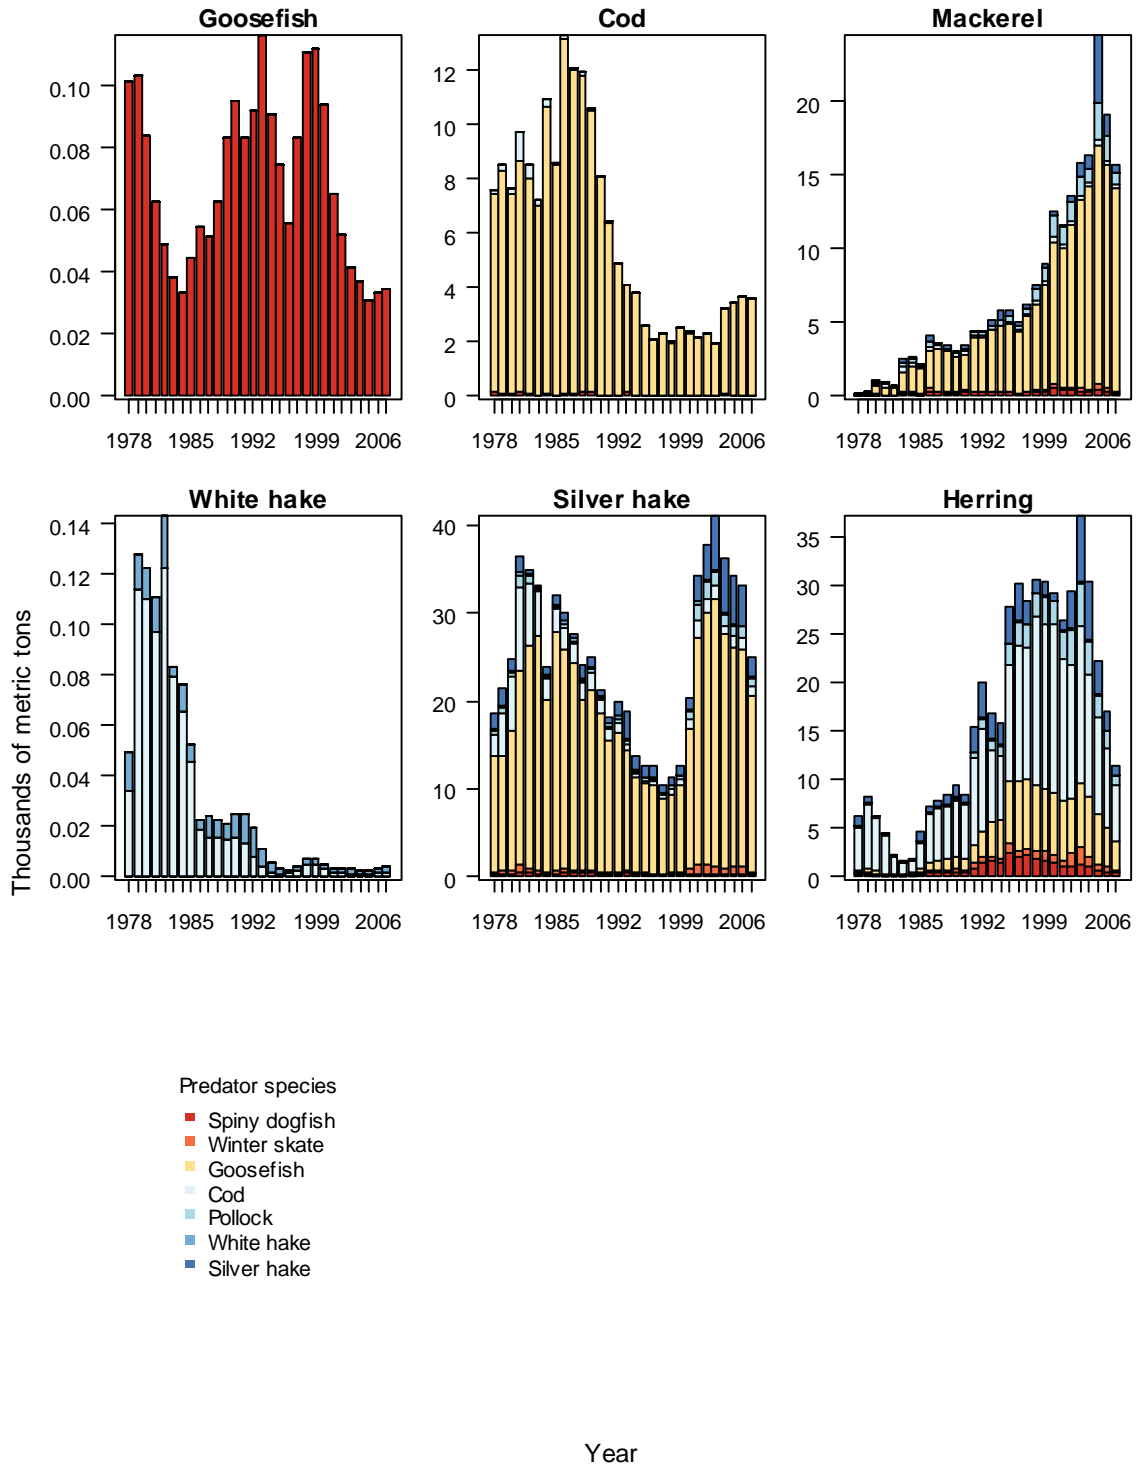 Goosefish
Cod
Mackerel
0.10
0.08
0.06
0.04
0.02
0.00
12
10
8
6
4
2
0
20
15
10
5
0
1978 1985 1992 1999 2006
1978 1985 1992 1999 2006
1978 1985 1992 1999 2006
White hake
Silver hake
Herring
0.14
0.12
0.10
0.08
0.06
0.04
0.02
0.00
40
30
20
10
0
35
30
25
20
15
10
5
0
1978 1985 1992 1999 2006
1978 1985 1992 1999 2006
1978 1985 1992 1999 2006
Thousands of metric tons
Predator species
Spiny dogfish
Winter skate
Goosefish
Cod
Pollock
White hake
Silver hake
Year